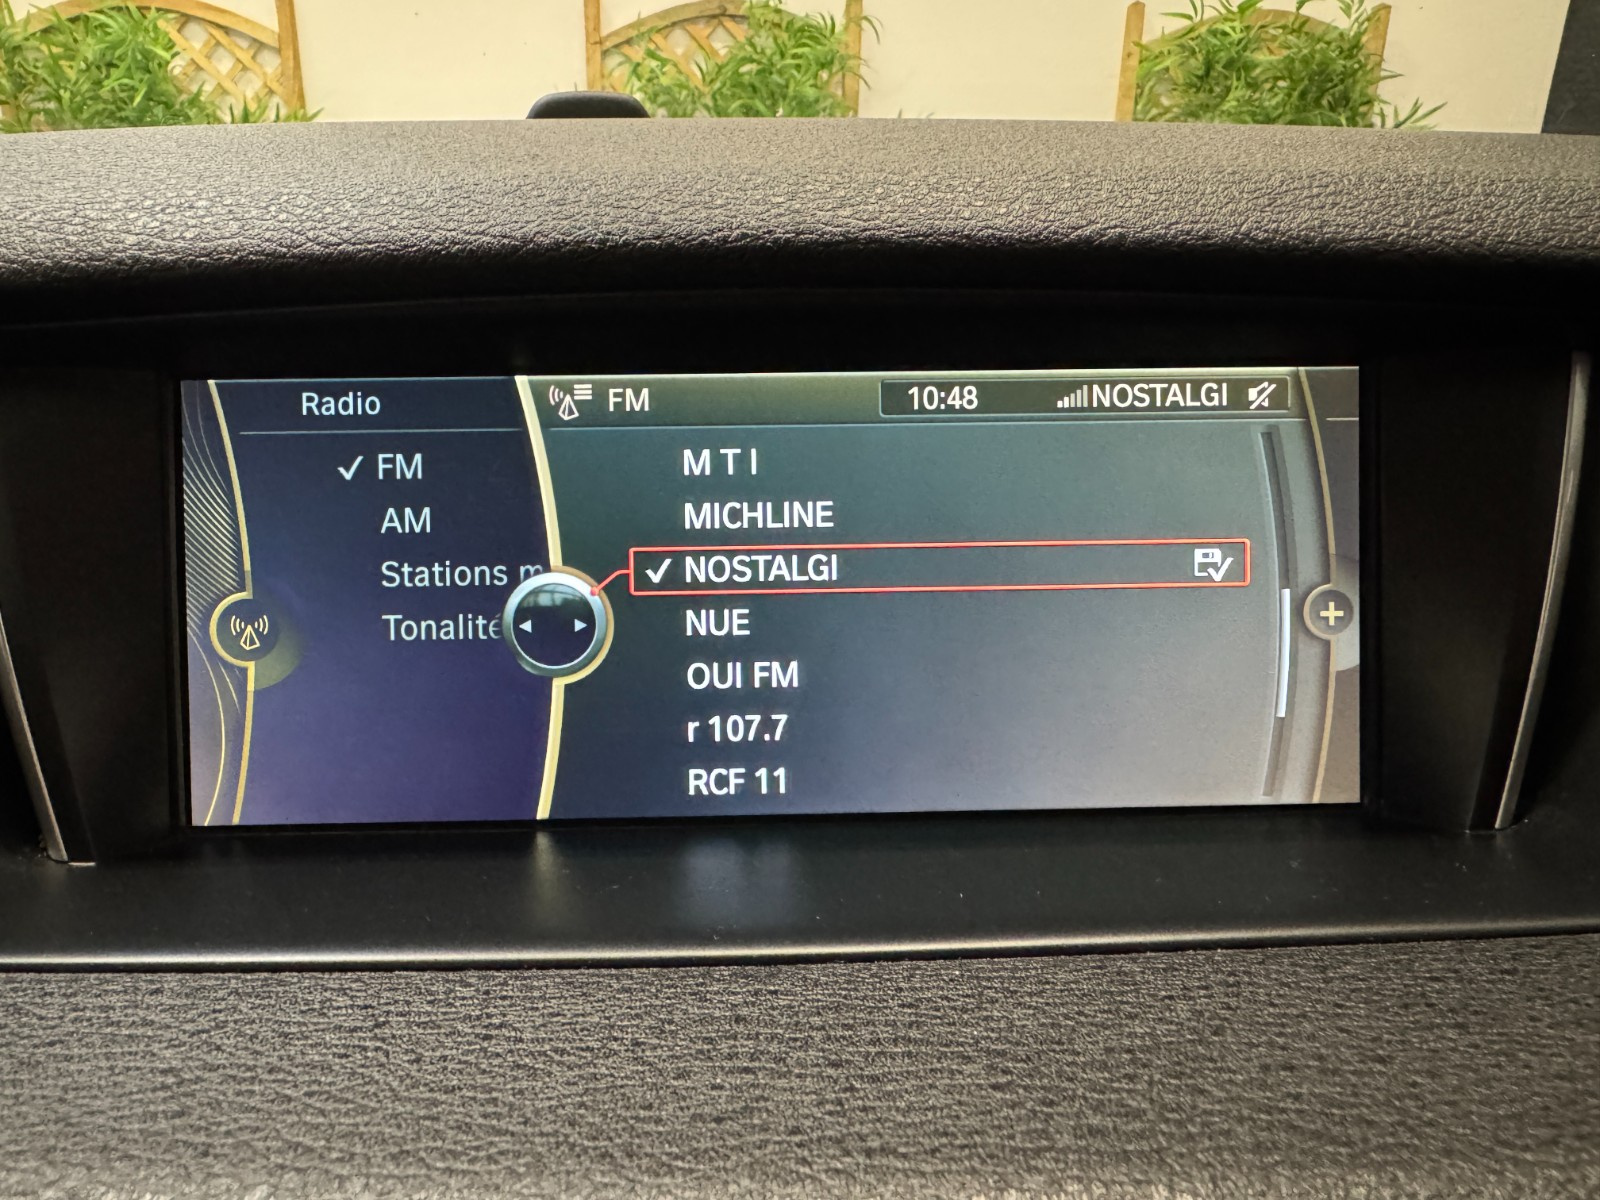 Radio
FM
AM
Stations m
Tonalité
FM
10:48 NOSTALGI
M T I
MICHLINE
NOSTALGI
NUE
OUI FM
r 107.7
RCF 11